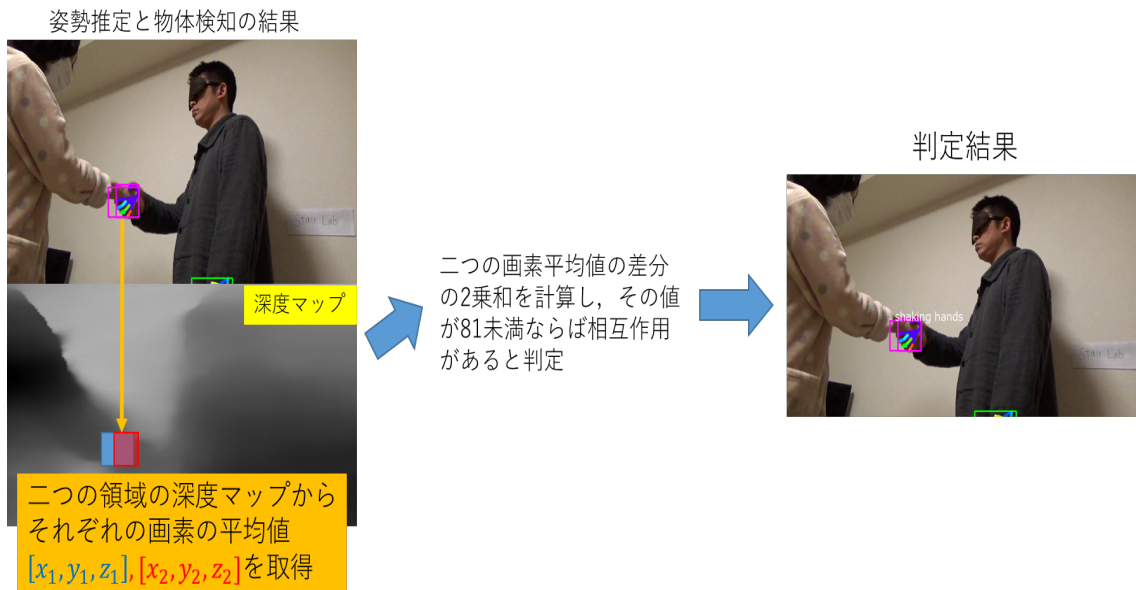 姿勢推定と物体検知の結果
Stair Lab
深度マップ
二つの領域の深度マップから
それぞれの画素の平均値
[x₁, y₁, z₁],[x₂, y₂, z₂]を取得
二つの画素平均値の差分
の2乗和を計算し，その値
が81未満ならば相互作用
があると判定
判定結果
shaking hands
Stair Lab